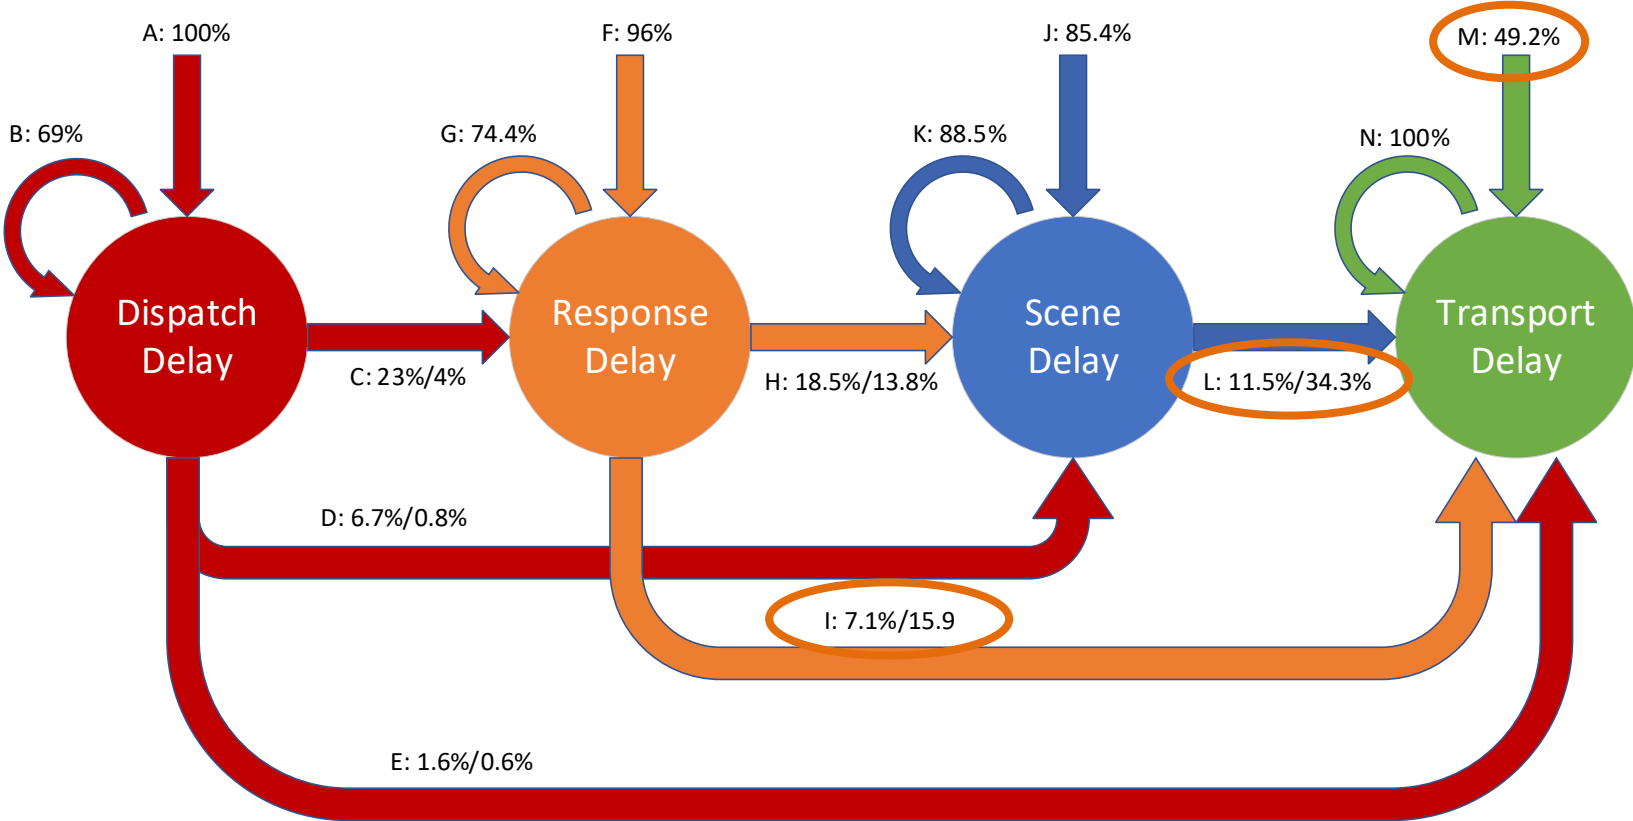 A: 100%
F: 96%
J: 85.4%
M: 49.2%
B: 69%
G: 74.4%
K: 88.5%
N: 100%
Dispatch
Delay
Response
Delay
Scene
Delay
Transport
Delay
C: 23%/4%
H: 18.5%/13.8%
L: 11.5%/34.3%
D: 6.7%/0.8%
I: 7.1%/15.9
E: 1.6%/0.6%